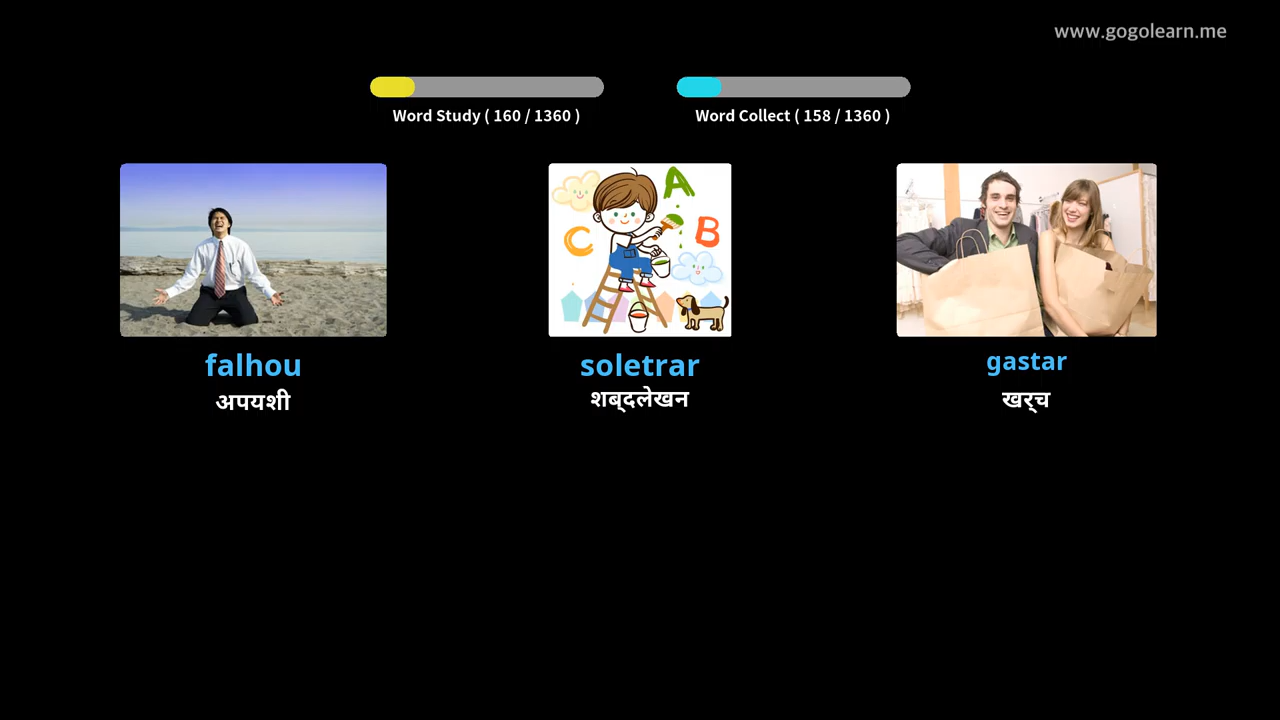 www.gogolearn.me
Word Study ( 160 / 1360 )
Word Collect ( 158 / 1360 )
A
B
C
falhou
soletrar
gastar
अपयशी
शब्दलेखन
खर्च